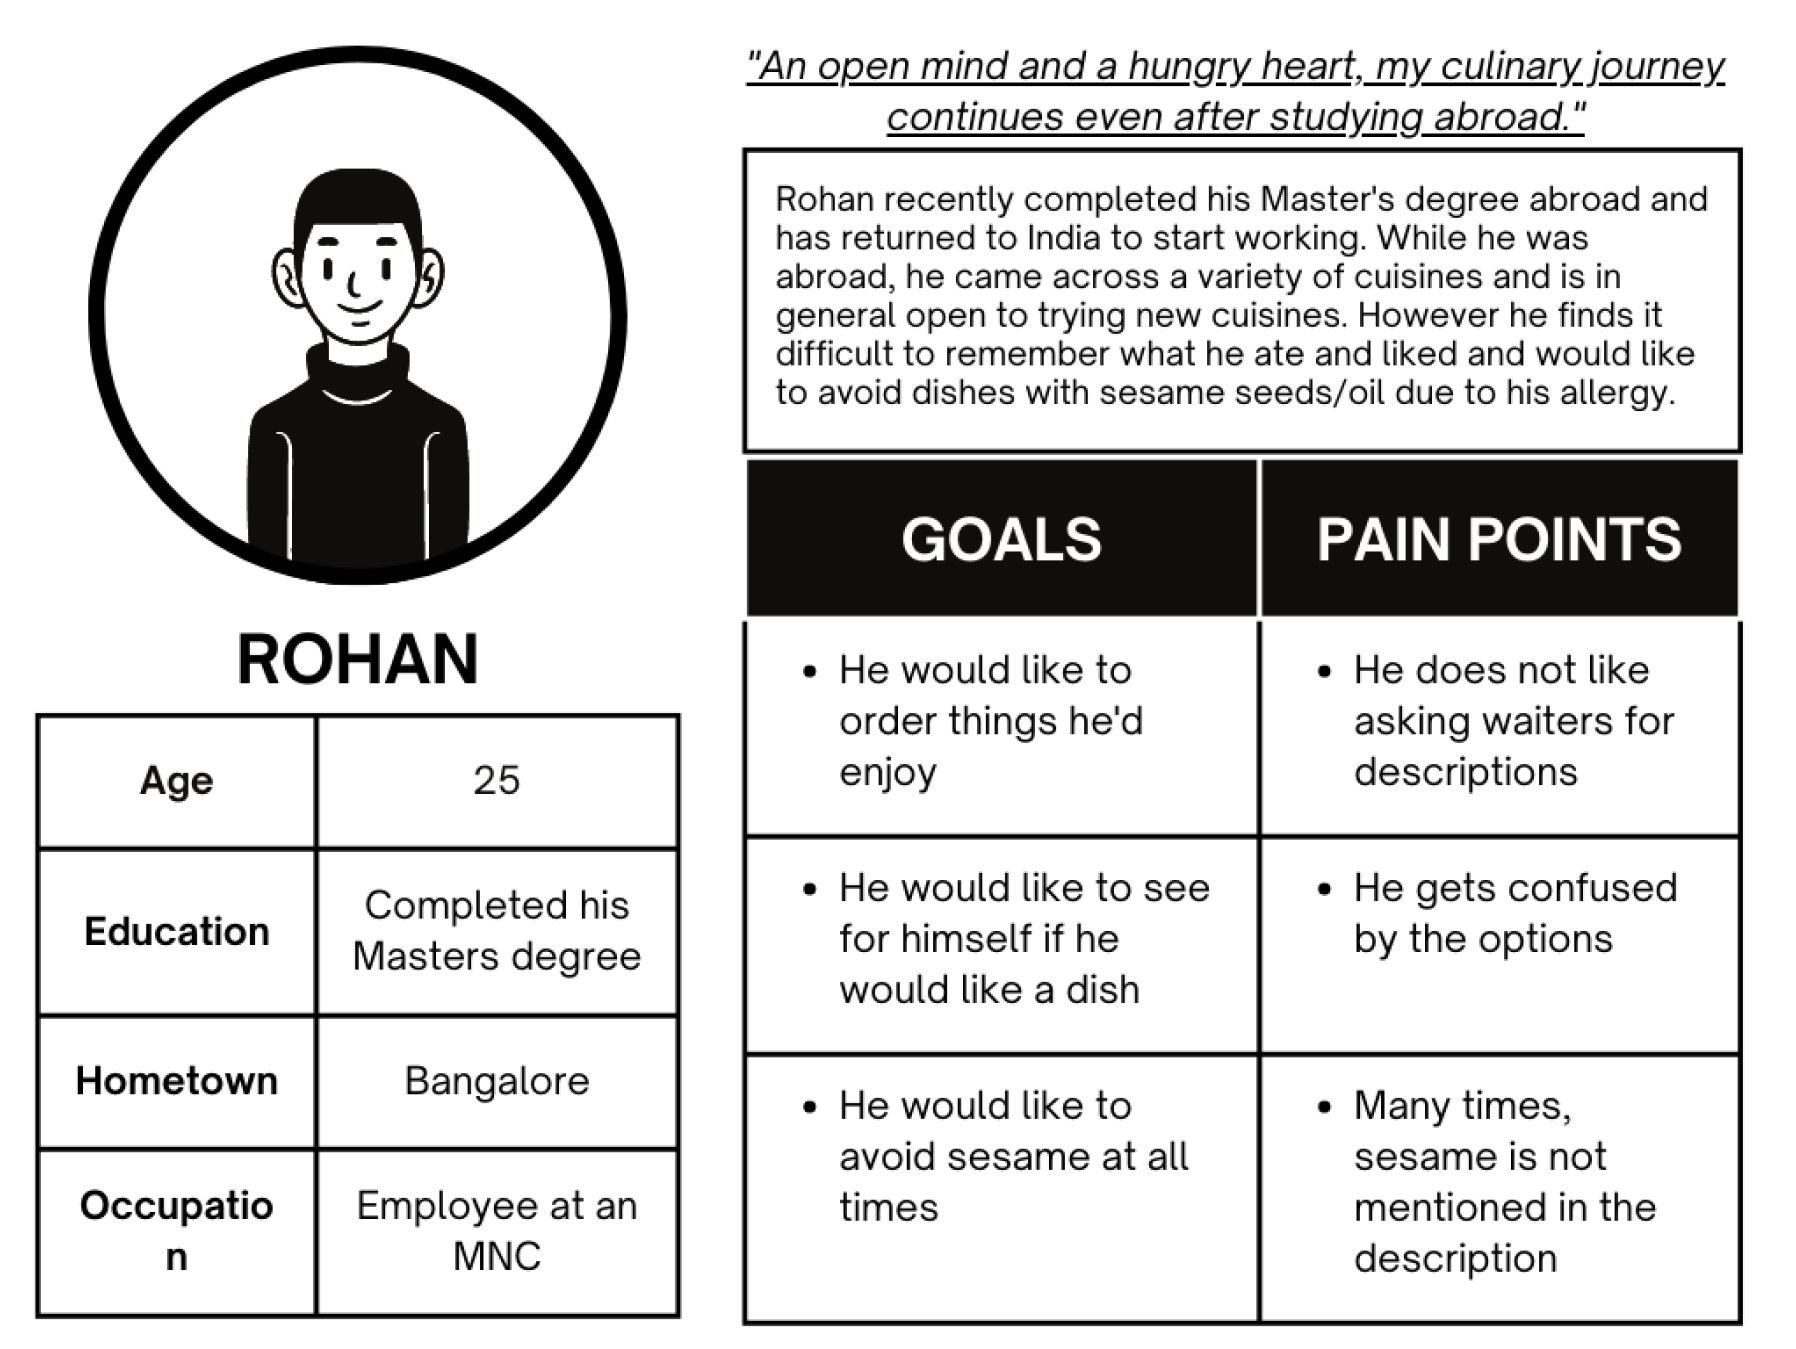 "An open mind and a hungry heart, my culinary journey
continues even after studying abroad."
Rohan recently completed his Master's degree abroad and
has returned to India to start working. While he was
abroad, he came across a variety of cuisines and is in
general open to trying new cuisines. However he finds it
difficult to remember what he ate and liked and would like
to avoid dishes with sesame seeds/oil due to his allergy.
ROHAN
Age
25
Education
Completed his
Masters degree
Hometown
Bangalore
Occupatio
n
Employee at an
MNC
GOALS
PAIN POINTS
• He would like to
order things he'd
enjoy
• He does not like
asking waiters for
descriptions
• He would like to see
for himself if he
would like a dish
• He gets confused
by the options
• He would like to
avoid sesame at all
times
• Many times,
sesame is not
mentioned in the
description